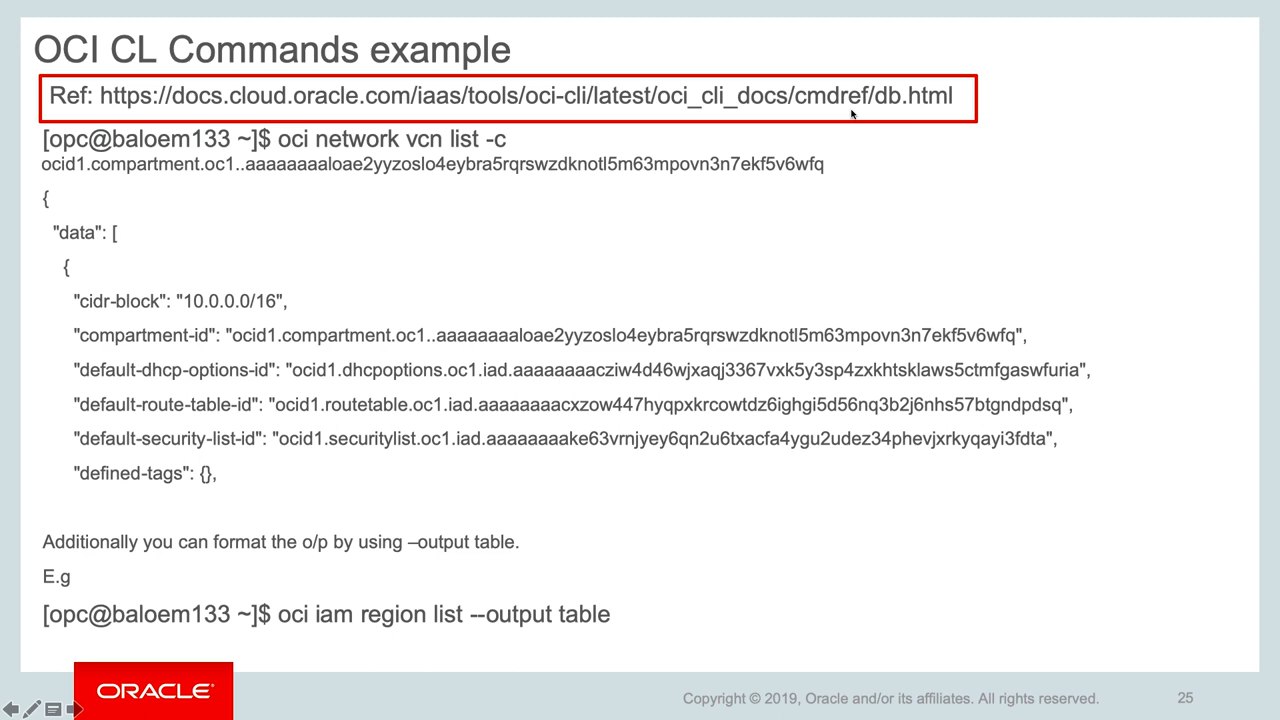 OCI CL Commands example
Ref: https://docs.cloud.oracle.com/iaas/tools/oci-cli/latest/oci_cli_docs/cmdref/db.html
[opc@baloem133 ~]$ oci network vcn list -c
ocid1.compartment.oc1..aaaaaaaaloae2yyzoslo4eybra5rqrswzdknotl5m63mpovn3n7ekf5v6wfq
{
"data": [
{
"cidr-block": "10.0.0.0/16",
"compartment-id": "ocid1.compartment.oc1..aaaaaaaaloae2yyzoslo4eybra5rqrswzdknotl5m63mpovn3n7ekf5v6wfq",
"default-dhcp-options-id": "ocid1.dhcpoptions.oc1.iad.aaaaaaaacziw4d46wjxaqj3367vxk5y3sp4zxkhtsklaws5ctmfgaswfuria",
"default-route-table-id": "ocid1.routetable.oc1.iad.aaaaaaaacxzow447hyqpxkrcowtdz6ighgi5d56nq3b2j6nhs57btgndpdsq",
"default-security-list-id": "ocid1.securitylist.oc1.iad.aaaaaaaake63vrnjyey6qn2u6txacfa4ygu2udez34phevjxrkyqayi3fdta",
"defined-tags": {},
Additionally you can format the o/p by using –output table.
E.g
[opc@baloem133 ~]$ oci iam region list --output table
ORACLE
Copyright © 2019, Oracle and/or its affiliates. All rights reserved.
25